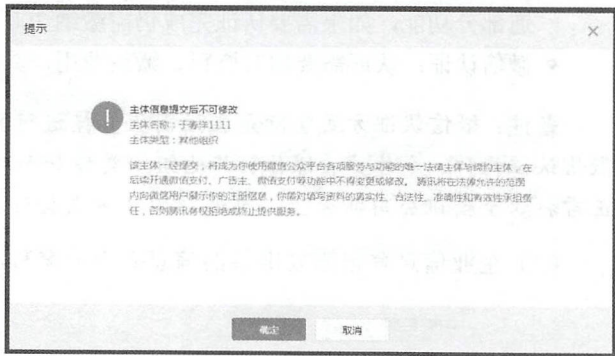 提示
主体信息提交后不可修改
主体名称:于春洋1111
主体类型:其他组织
该主体一经提交,将成为你使用微信公众平台各项服务与功能的唯一法律主体与缔约主体,在
后续开通微信支付、广告主、微信支付等功能中不得变更或修改。腾讯将在法律允许的范围
内向微信用户展示你的注册信息,你需对填写资料的真实性、合法性、准确性和有效性承担责
任,否则腾讯有权拒绝或终止提供服务。
确定
取消